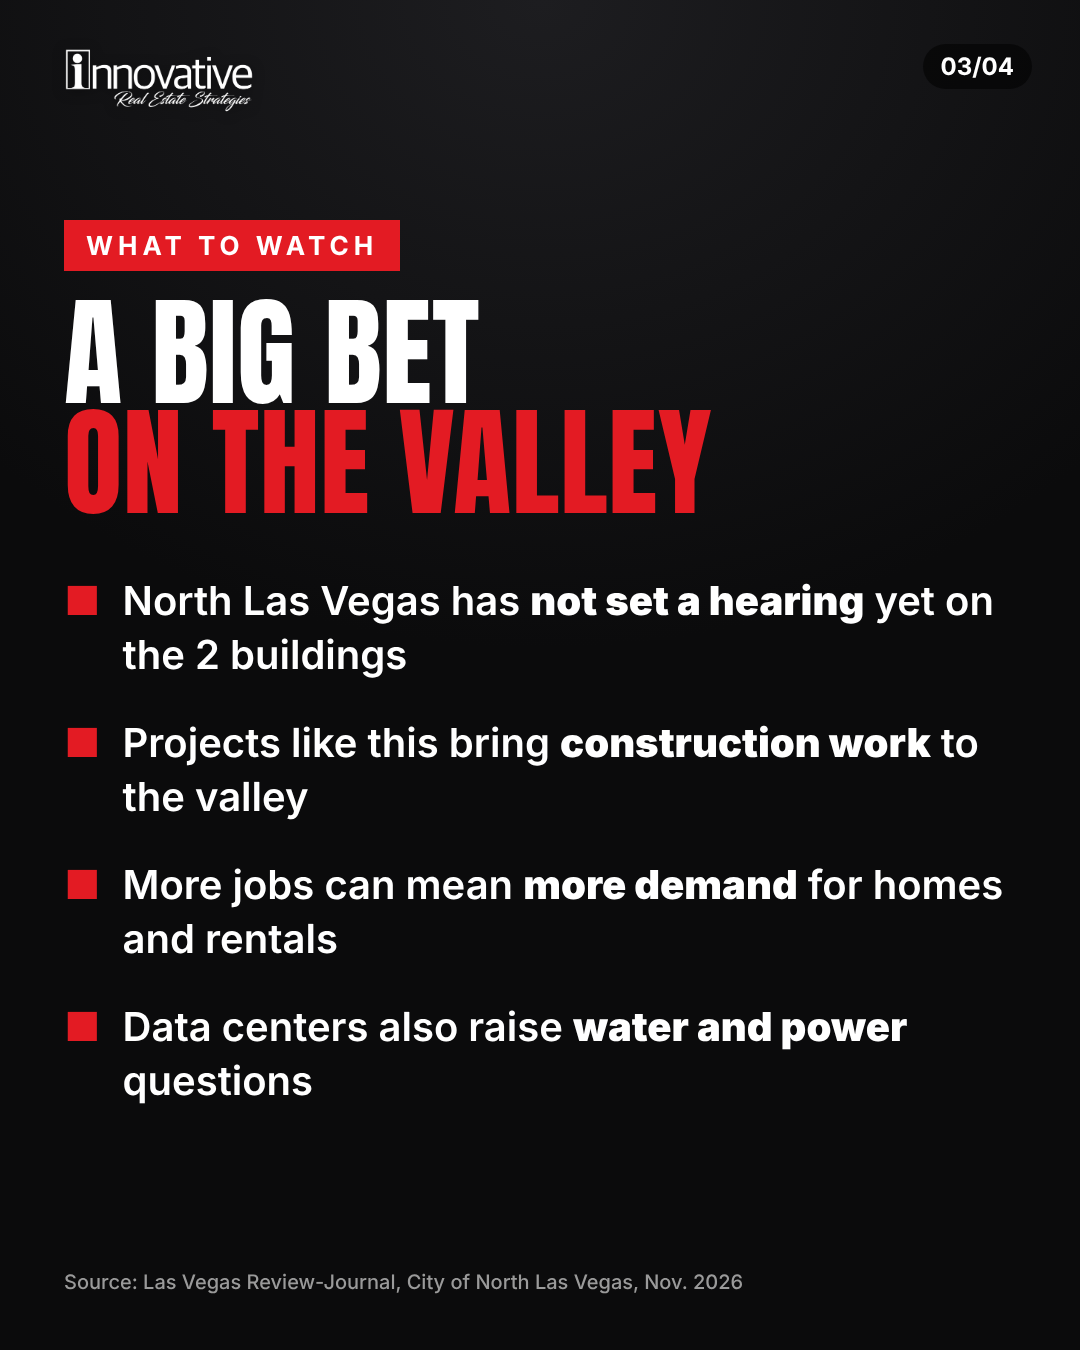 innovative
Real Estate Strategies
03/04
WHAT TO WATCH
A BIG BET
ON THE VALLEY
North Las Vegas has not set a hearing yet on
the 2 buildings
Projects like this bring construction work to
the valley
More jobs can mean more demand for homes
and rentals
Data centers also raise water and power
questions
Source: Las Vegas Review-Journal, City of North Las Vegas, Nov. 2026